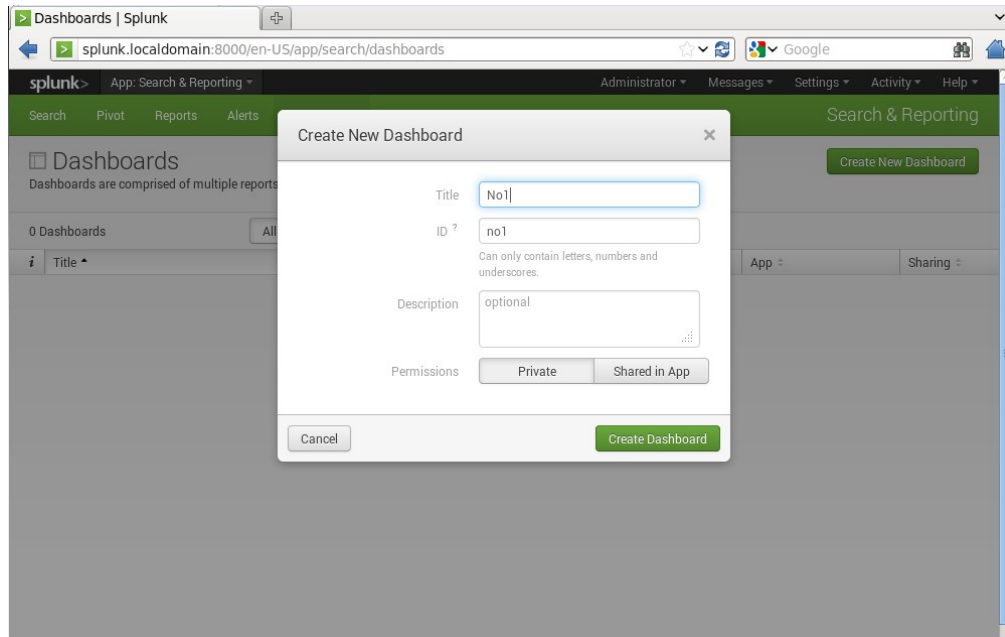 Dashboards | Splunk
splunk.localdomain:8000/en-US/app/search/dashboards
Google
splunk> App: Search & Reporting Administrator Messages Settings Activity Help
Search Pivot Reports Alerts Search & Reporting
Create New Dashboard
Dashboards
Create New Dashboard
Dashboards are comprised of multiple reports
Title No1
0 Dashboards All
ID ? no1
Can only contain letters, numbers and
underscores.
i Title App Sharing
Description optional
Permissions Private Shared in App
Cancel Create Dashboard